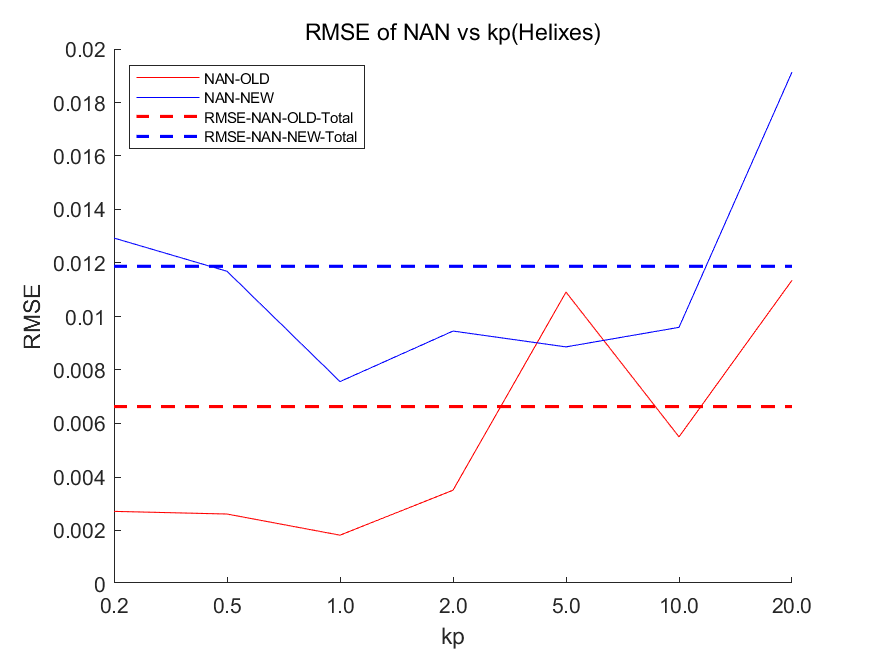 RMSE of NAN vs kp(Helixes)
NAN-OLD
NAN-NEW
RMSE-NAN-OLD-Total
RMSE-NAN-NEW-Total
RMSE
0.02
0.018
0.016
0.014
0.012
0.01
0.008
0.006
0.004
0.002
0
0.2 0.5 1.0 2.0 5.0 10.0 20.0
kp